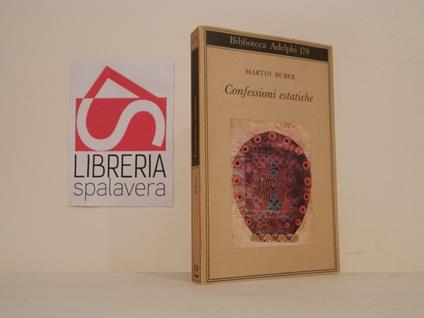 LIBRERIA
spalavera
Biblioteca Adelphi 179
MARTIN BUBER
Confessioni estatiche